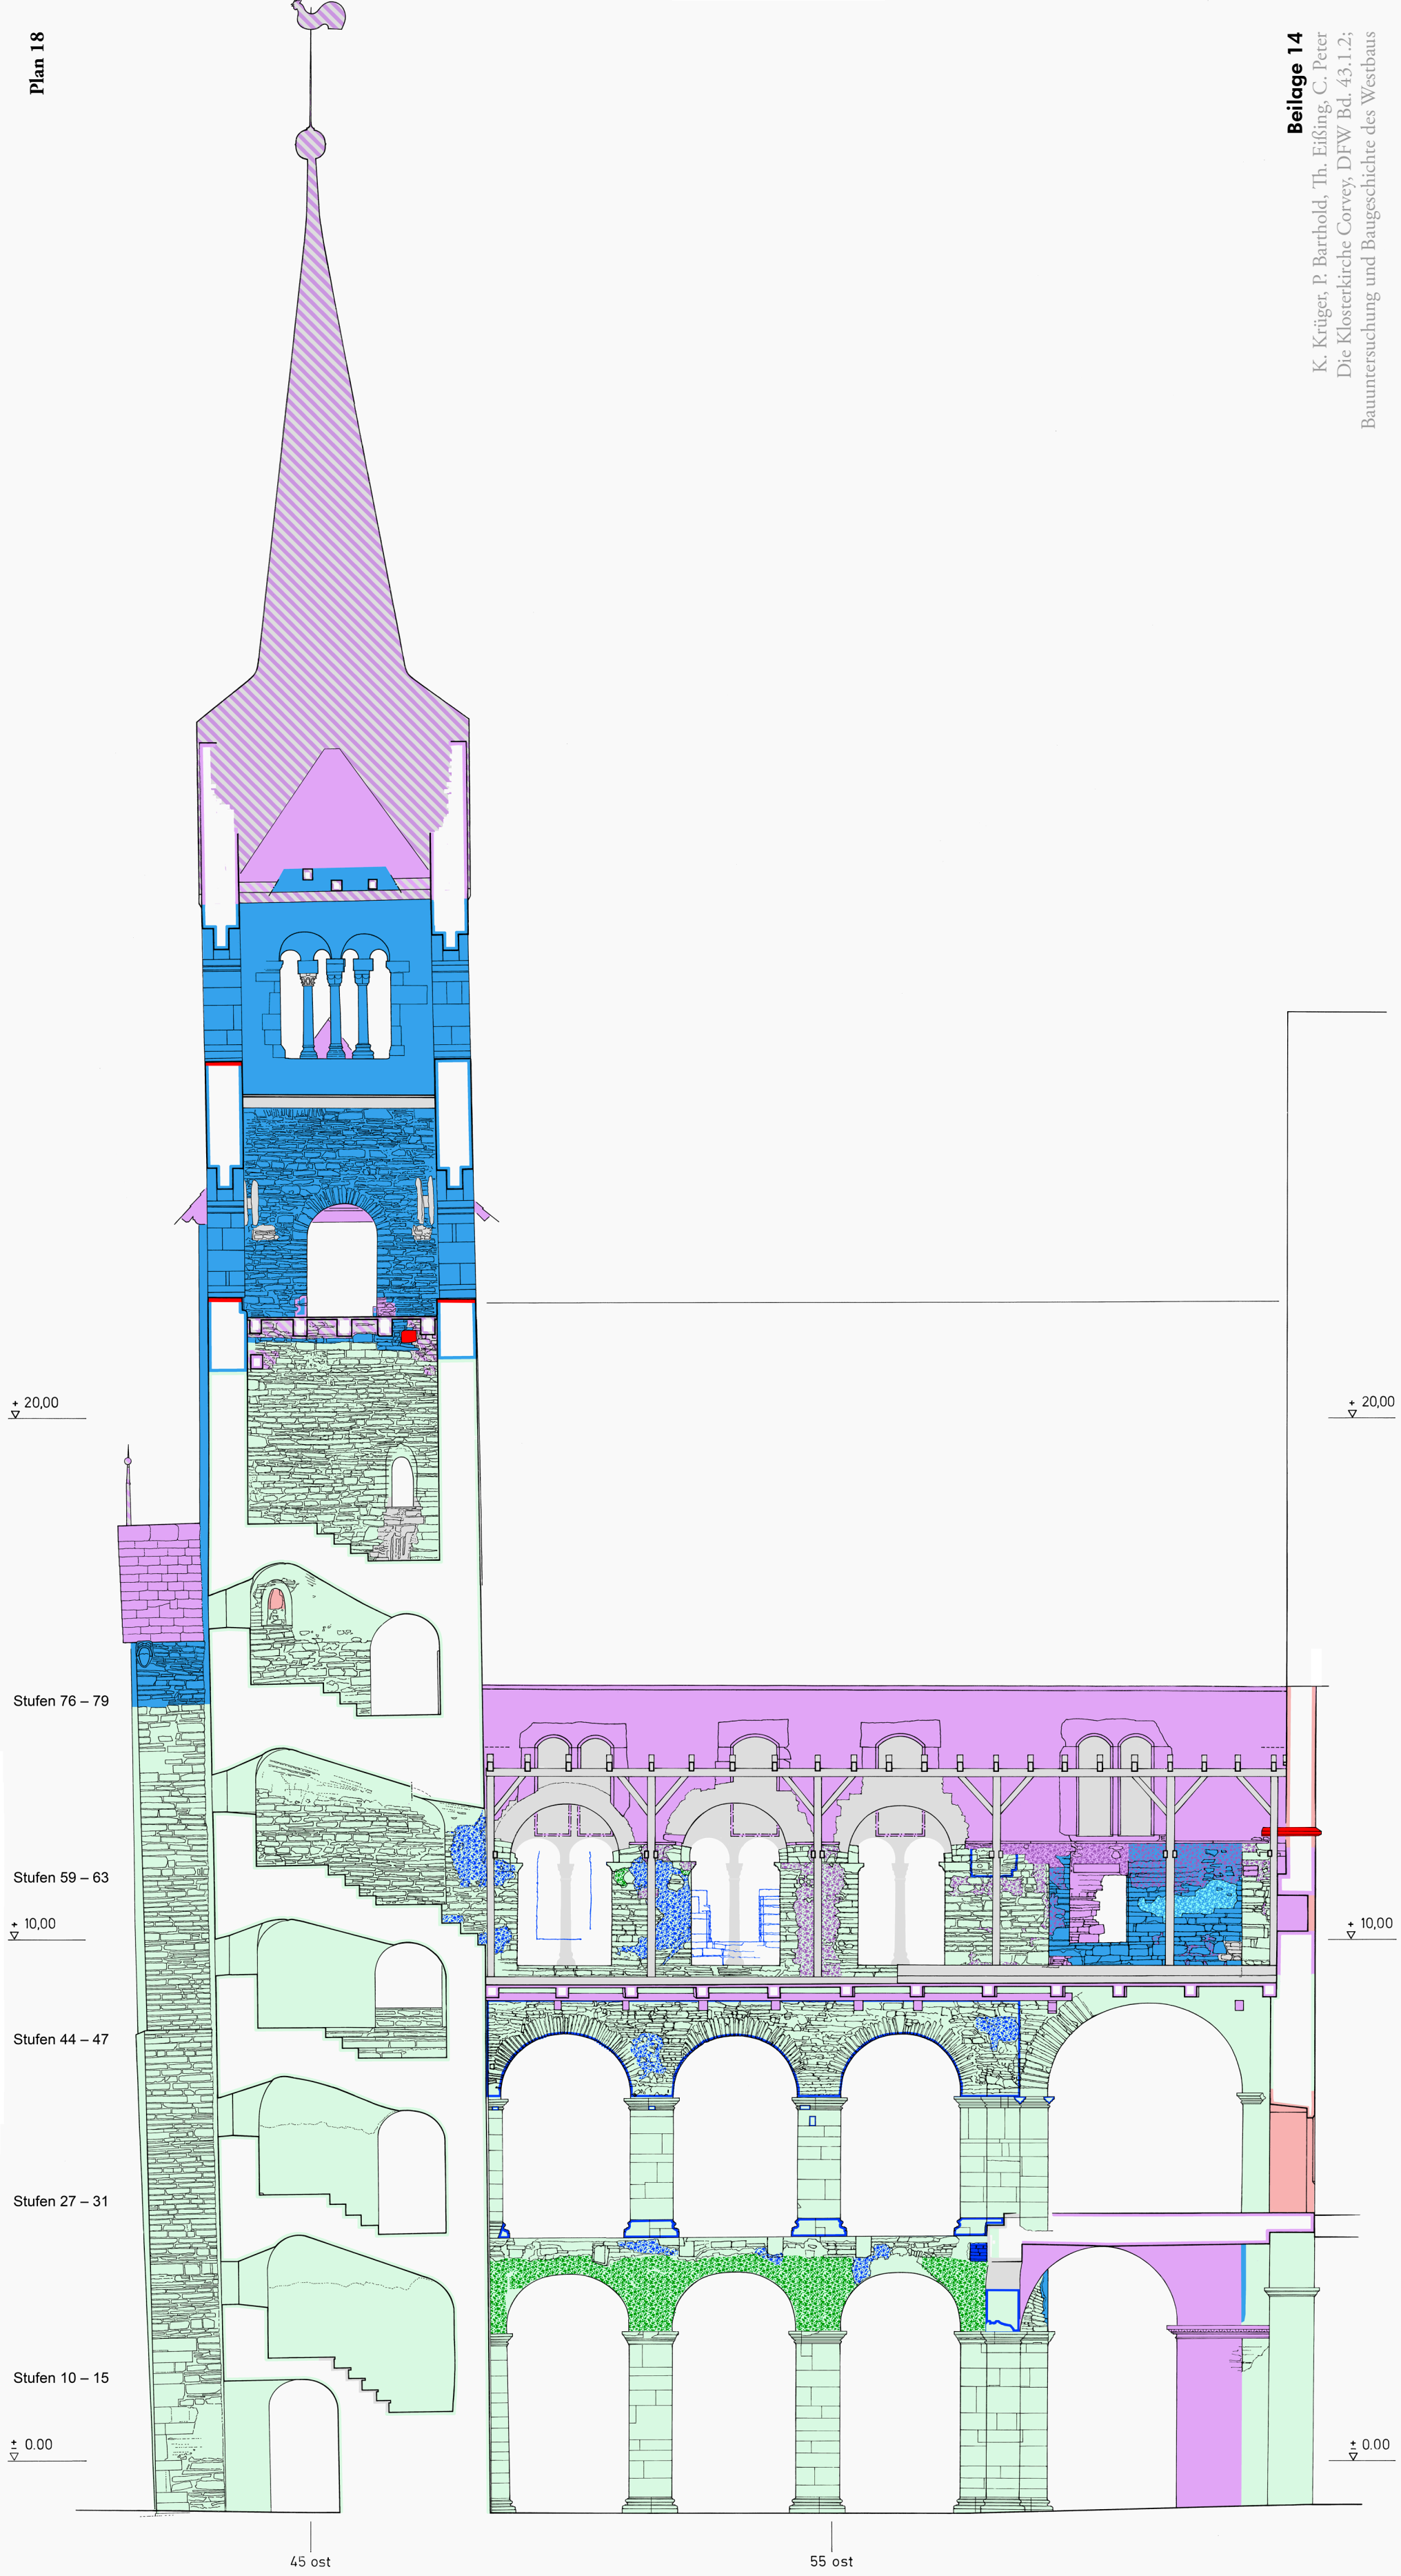 Plan 18
Beilage 14
K. Krüger, P. Barthold, Th. Eißing, C. Peter
Die Klosterkirche Corvey, DFW Bd. 43.1.2;
Bauuntersuchung und Baugeschichte des Westbaus
+ 20,00
+ 20,00
Stufen 76 – 79
Stufen 59 – 63
+ 10,00
+ 10,00
Stufen 44 – 47
Stufen 27 – 31
Stufen 10 – 15
± 0.00
± 0.00
45 ost
55 ost